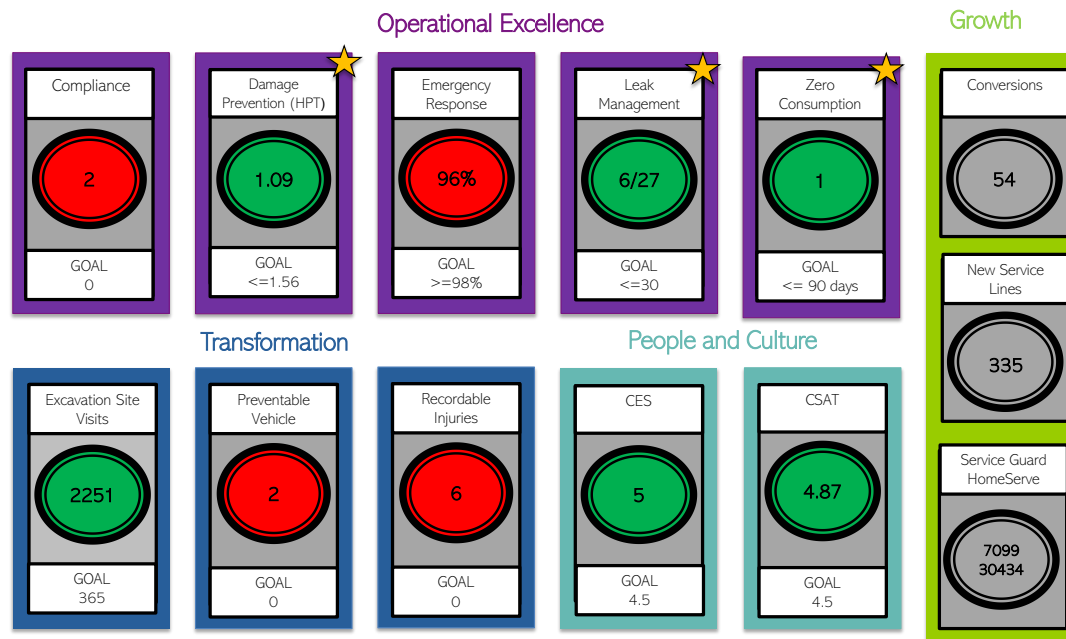 Operational Excellence
Growth
Compliance
2
GOAL
0
Damage
Prevention (HPT)
1.09
GOAL
<=1.56
Emergency
Response
96%
GOAL
>=98%
Leak
Management
6/27
GOAL
<=30
Zero
Consumption
1
GOAL
<= 90 days
Conversions
54
New Service
Lines
335
Service Guard
HomeServe
7099
30434
Transformation
People and Culture
Excavation Site
Visits
2251
GOAL
365
Preventable
Vehicle
2
GOAL
0
Recordable
Injuries
6
GOAL
0
CES
5
GOAL
4.5
CSAT
4.87
GOAL
4.5